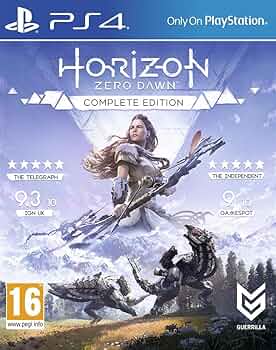 PS4
Only On PlayStation®
HORIZON
ZERO DAWN™
COMPLETE EDITION
★★★★★
THE TELEGRAPH
9.3/10
IGN UK
★★★★★
THE INDEPENDENT
9/10
GAMESPOT
16
www.pegi.info
GUERRILLA